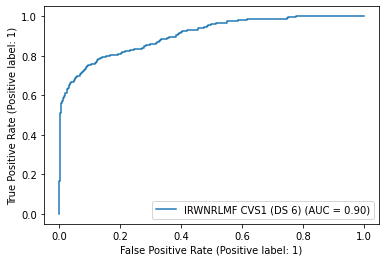 1.0
0.8
0.6
0.4
0.2
0.0
True Positive Rate (Positive label: 1)
IRWNRLMF CVS1 (DS 6) (AUC = 0.90)
0.0 0.2 0.4 0.6 0.8 1.0
False Positive Rate (Positive label: 1)